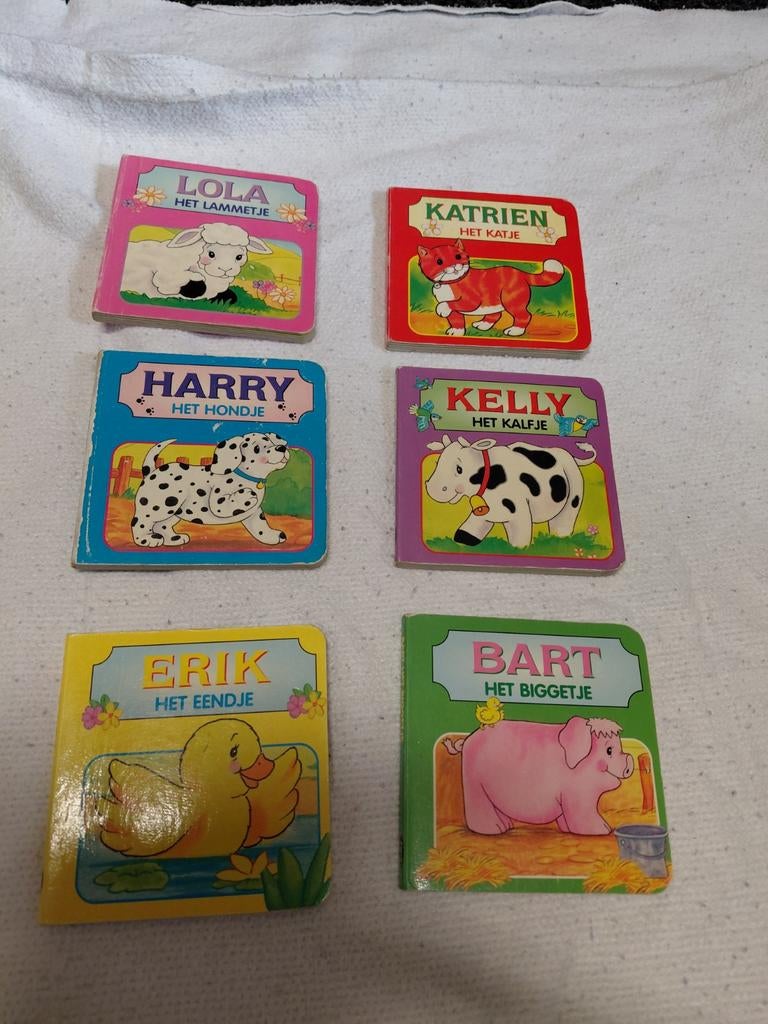 LOLA
HET LAMMETJE
KATRIEN
HET KATJE
HARRY
HET HONDJE
KELLY
HET KALFJE
ERIK
HET EENDJE
BART
HET BIGGETJE